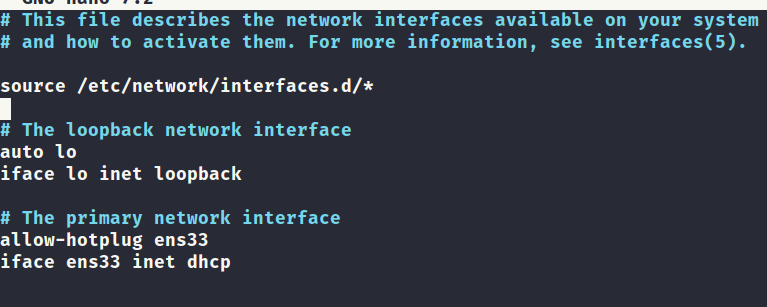 GNU nano 7.2
# This file describes the network interfaces available on your system
# and how to activate them. For more information, see interfaces(5).
source /etc/network/interfaces.d/*
# The loopback network interface
auto lo
iface lo inet loopback
# The primary network interface
allow-hotplug ens33
iface ens33 inet dhcp